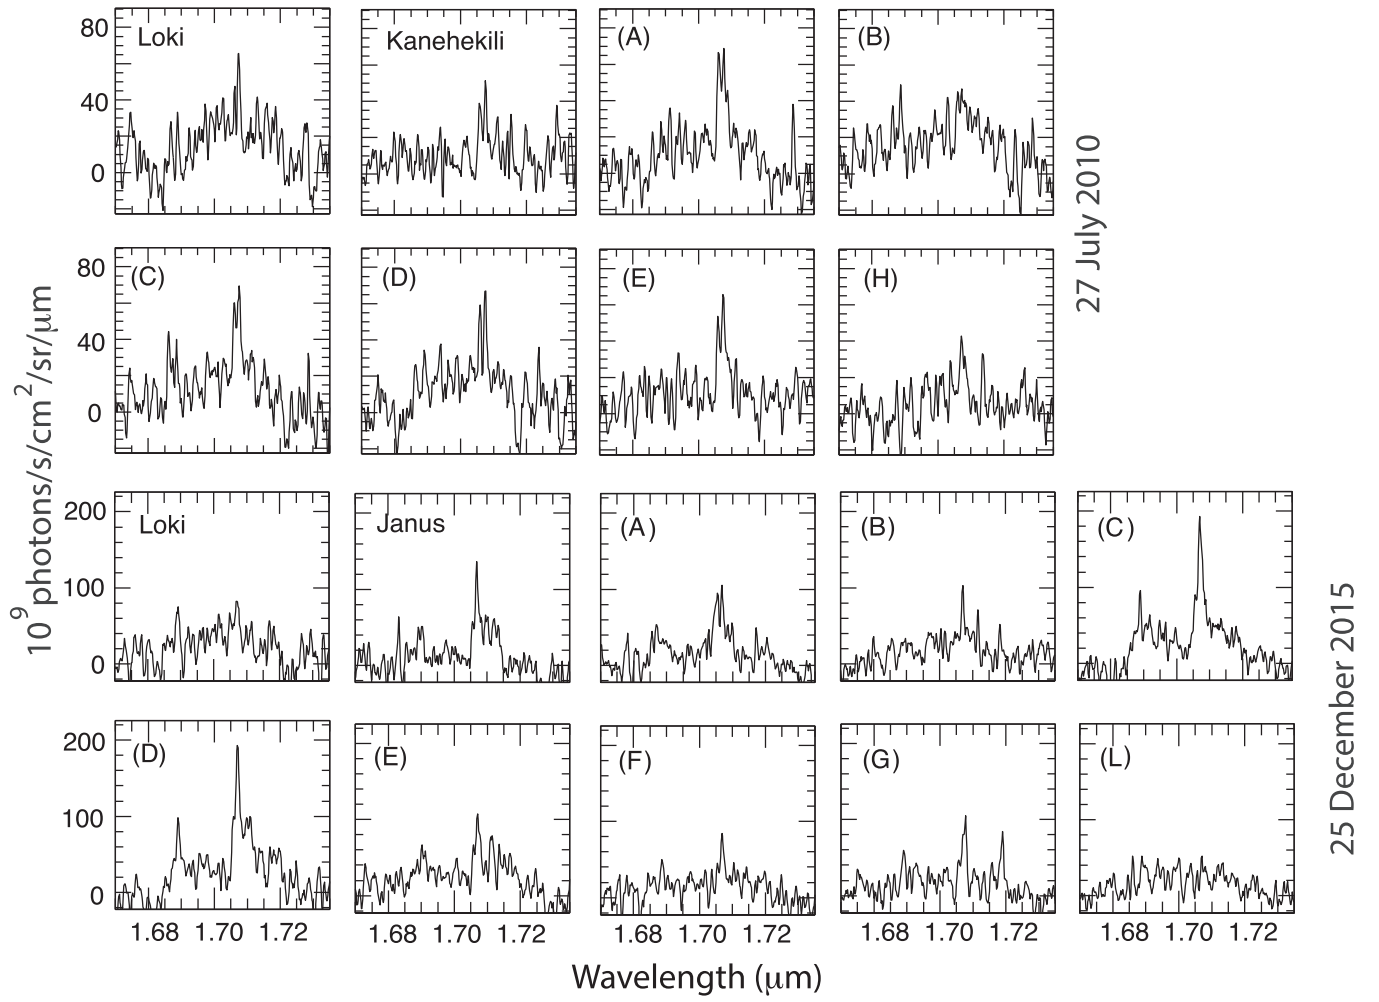 80
40
0
Loki
Kanehekili
(A)
(B)
27 July 2010
80
40
0
(C)
(D)
(E)
(H)
10⁹ photons/s/cm²/sr/μm
200
100
0
Loki
Janus
(A)
(B)
(C)
25 December 2015
200
100
0
(D)
(E)
(F)
(G)
(L)
1.68 1.70 1.72
1.68 1.70 1.72
1.68 1.70 1.72
1.68 1.70 1.72
1.68 1.70 1.72
Wavelength (μm)